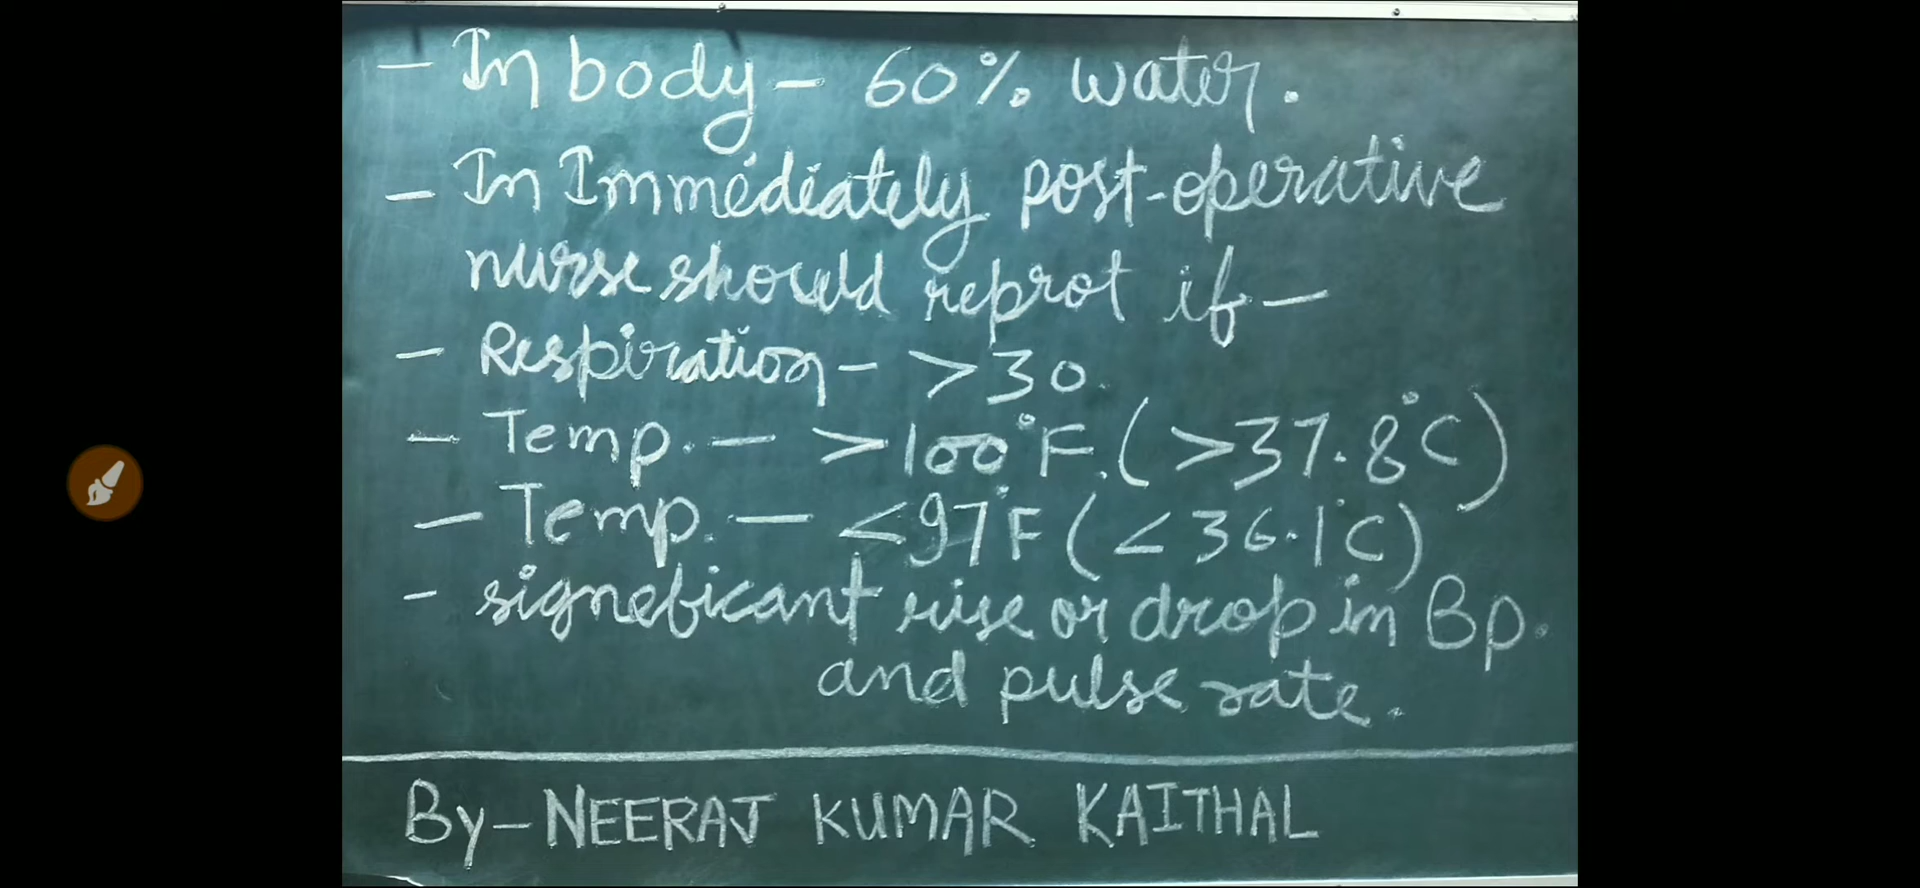 - In body - 60% water.
- In Immediately post-operative
nurse should reprot if -
- Respiration - >30.
- Temp. - >100°F. (>37.8°C)
- Temp. - <97°F (<36.1°C)
- significant rise or drop in Bp.
and pulse rate.
By - NEERAJ KUMAR KAITHAL